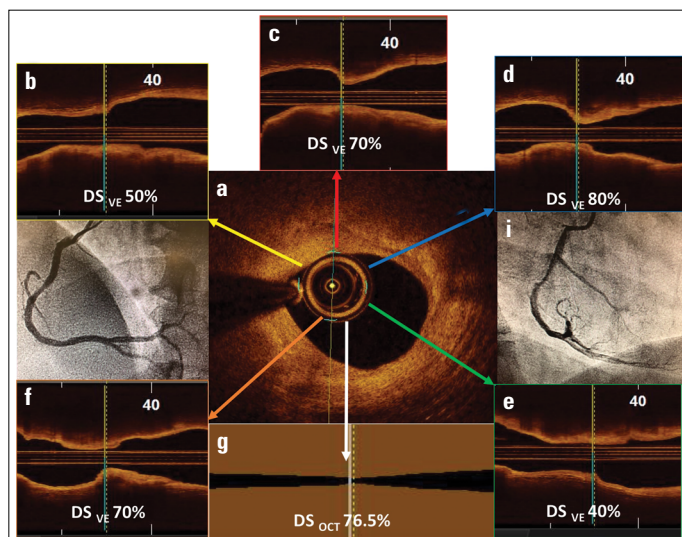 c
40
DS VE 70%
b
40
DS VE 50%
d
40
DS VE 80%
a
i
f
40
DS VE 70%
g
DS OCT 76.5%
e
40
DS VE 40%